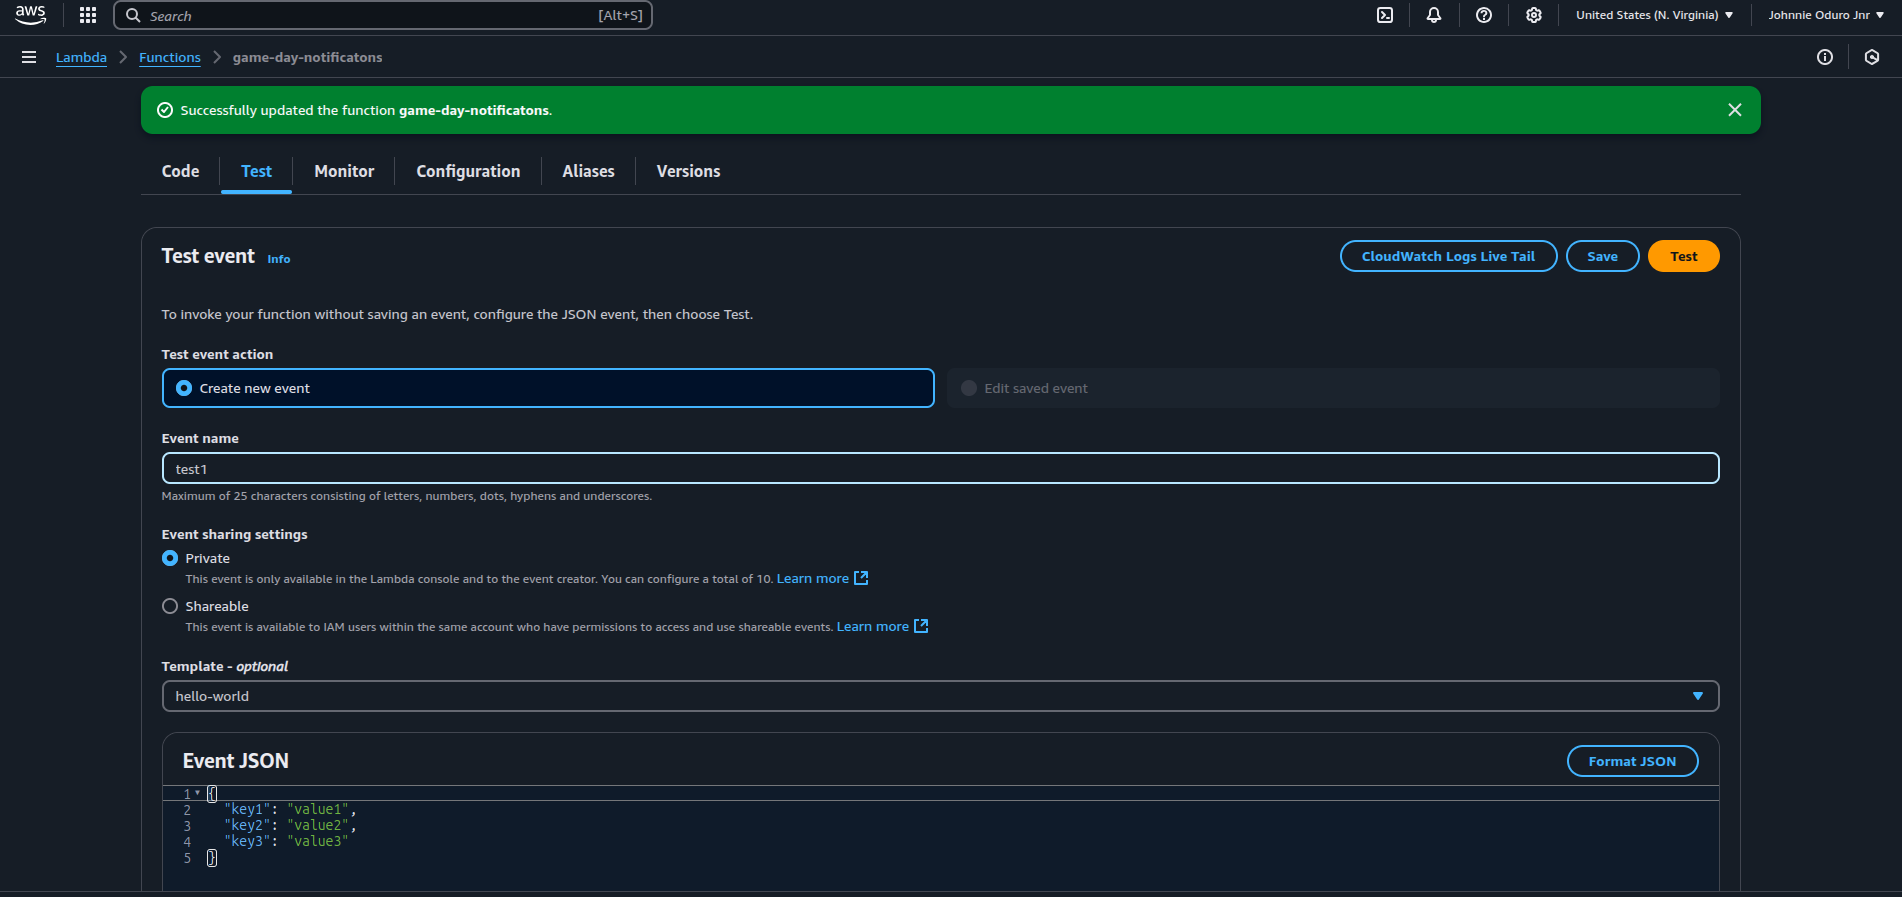 aws
Search [Alt+S] United States (N. Virginia) Johnnie Oduro Jnr
Lambda Functions game-day-notificatons
Successfully updated the function game-day-notificatons.
Code Test Monitor Configuration Aliases Versions
Test event Info CloudWatch Logs Live Tail Save Test
To invoke your function without saving an event, configure the JSON event, then choose Test.
Test event action
Create new event Edit saved event
Event name
test1
Maximum of 25 characters consisting of letters, numbers, dots, hyphens and underscores.
Event sharing settings
Private
This event is only available in the Lambda console and to the event creator. You can configure a total of 10. Learn more
Shareable
This event is available to IAM users within the same account who have permissions to access and use shareable events. Learn more
Template - optional
hello-world
Event JSON Format JSON
1 {
2 "key1": "value1",
3 "key2": "value2",
4 "key3": "value3"
5 }